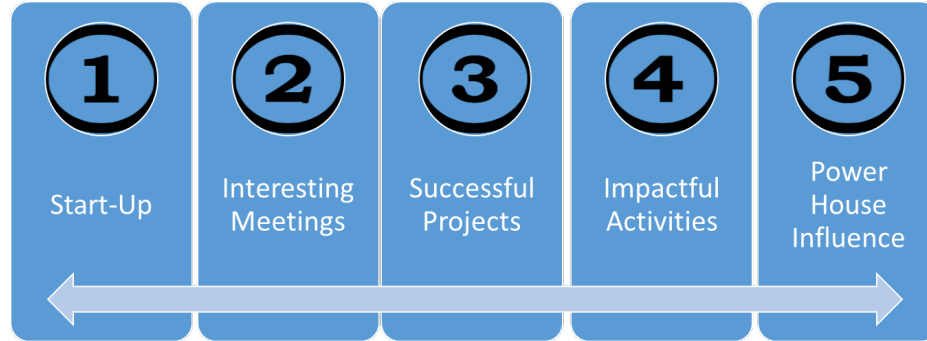 1
Start-Up
2
Interesting
Meetings
3
Successful
Projects
4
Impactful
Activities
5
Power
House
Influence